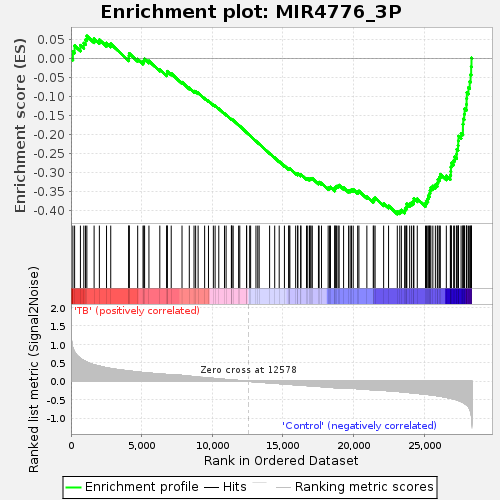 Enrichment plot: MIR4776_3P
Enrichment score (ES)
0.05
0.00
-0.05
-0.10
-0.15
-0.20
-0.25
-0.30
-0.35
-0.40
'TB' (positively correlated)
Ranked list metric (Signal2Noise)
2.0
1.5
1.0
0.5
0.0
-0.5
-1.0
Zero cross at 12578
'Control' (negatively correlated)
0 5,000 10,000 15,000 20,000 25,000
Rank in Ordered Dataset
Enrichment profile Hits Ranking metric scores